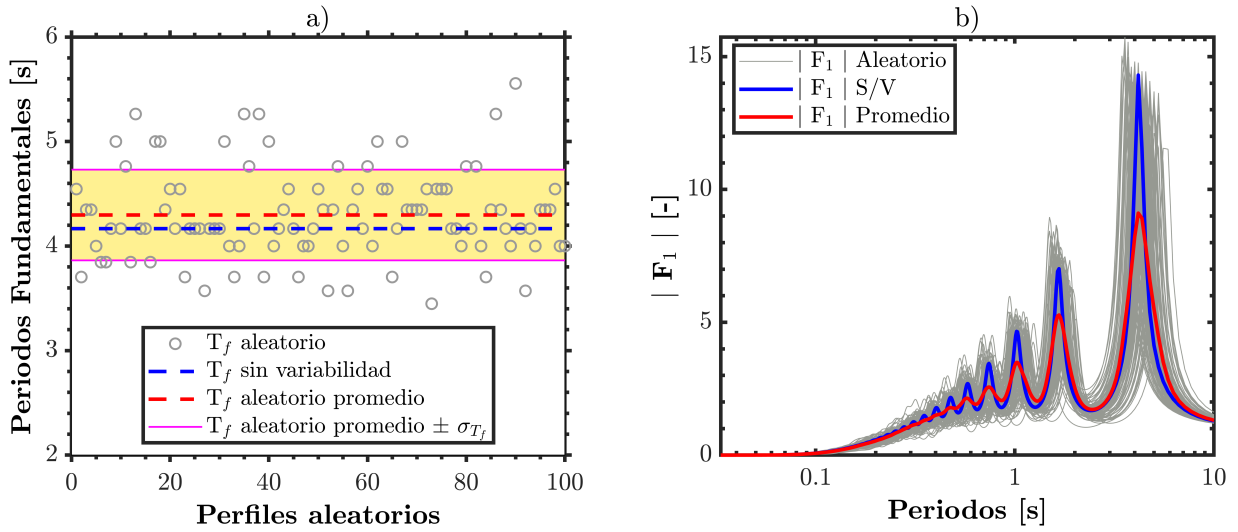 a)
6
5
4
3
2
0
20
40
60
80
100
Periodos Fundamentales [s]
Perfiles aleatorios
T_f aleatorio
T_f sin variabilidad
T_f aleatorio promedio
T_f aleatorio promedio ± σ_{T_f}
b)
15
10
5
0
0.1
1
10
| F₁ | [-]
Periodos [s]
| F₁ | Aleatorio
| F₁ | S/V
| F₁ | Promedio